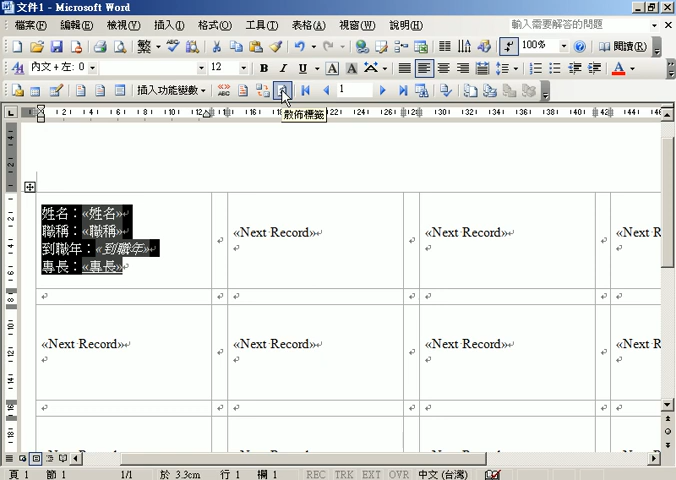 文件1 - Microsoft Word
檔案(F) 編輯(E) 檢視(V) 插入(I) 格式(O) 工具(T) 表格(A) 視窗(W) 說明(H) 輸入需要解答的問題
繁 100% 閱讀(R)
內文 + 左: 0 12 B I U A A A
插入功能變數 ABC 1
散佈標籤
姓名：«姓名»
職稱：«職稱»
到職年：«到職年»
專長：«專長»
«Next Record» «Next Record» «Next R
«Next Record» «Next Record» «Next Record» «Next R
頁 1 節 1 1/1 於 3.3cm 行 1 欄 1 REC TRK EXT OVR 中文 (台灣)